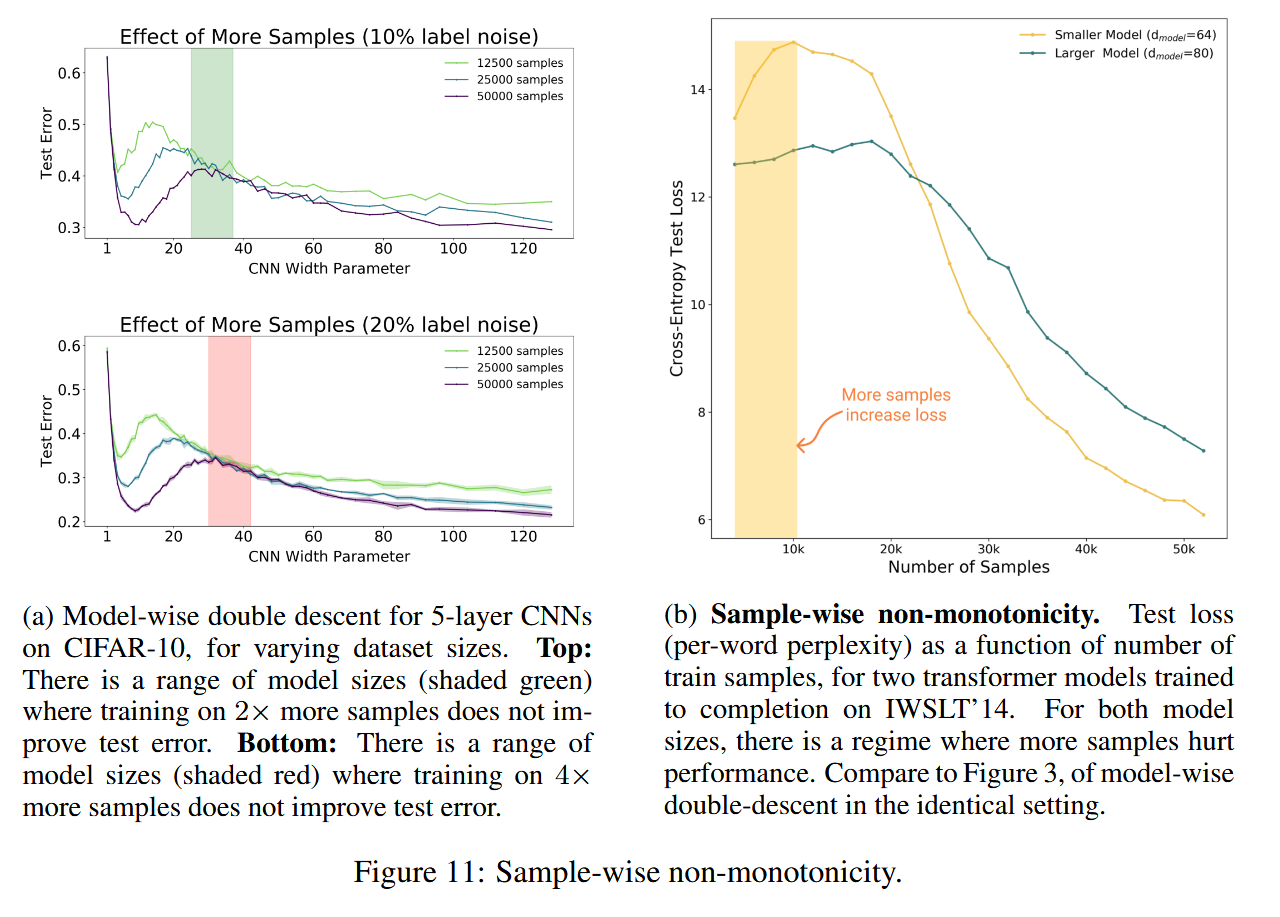 Effect of More Samples (10% label noise)
0.6
0.5
0.4
0.3
Test Error
12500 samples
25000 samples
50000 samples
1 20 40 60 80 100 120
CNN Width Parameter
Effect of More Samples (20% label noise)
0.6
0.5
0.4
0.3
0.2
Test Error
12500 samples
25000 samples
50000 samples
1 20 40 60 80 100 120
CNN Width Parameter
(a) Model-wise double descent for 5-layer CNNs
on CIFAR-10, for varying dataset sizes. Top:
There is a range of model sizes (shaded green)
where training on 2× more samples does not im-
prove test error. Bottom: There is a range of
model sizes (shaded red) where training on 4×
more samples does not improve test error.
Smaller Model (d_model=64)
Larger Model (d_model=80)
14
12
10
8
6
Cross-Entropy Test Loss
More samples
increase loss
10k 20k 30k 40k 50k
Number of Samples
(b) Sample-wise non-monotonicity. Test loss
(per-word perplexity) as a function of number of
train samples, for two transformer models trained
to completion on IWSLT'14. For both model
sizes, there is a regime where more samples hurt
performance. Compare to Figure 3, of model-wise
double-descent in the identical setting.
Figure 11: Sample-wise non-monotonicity.